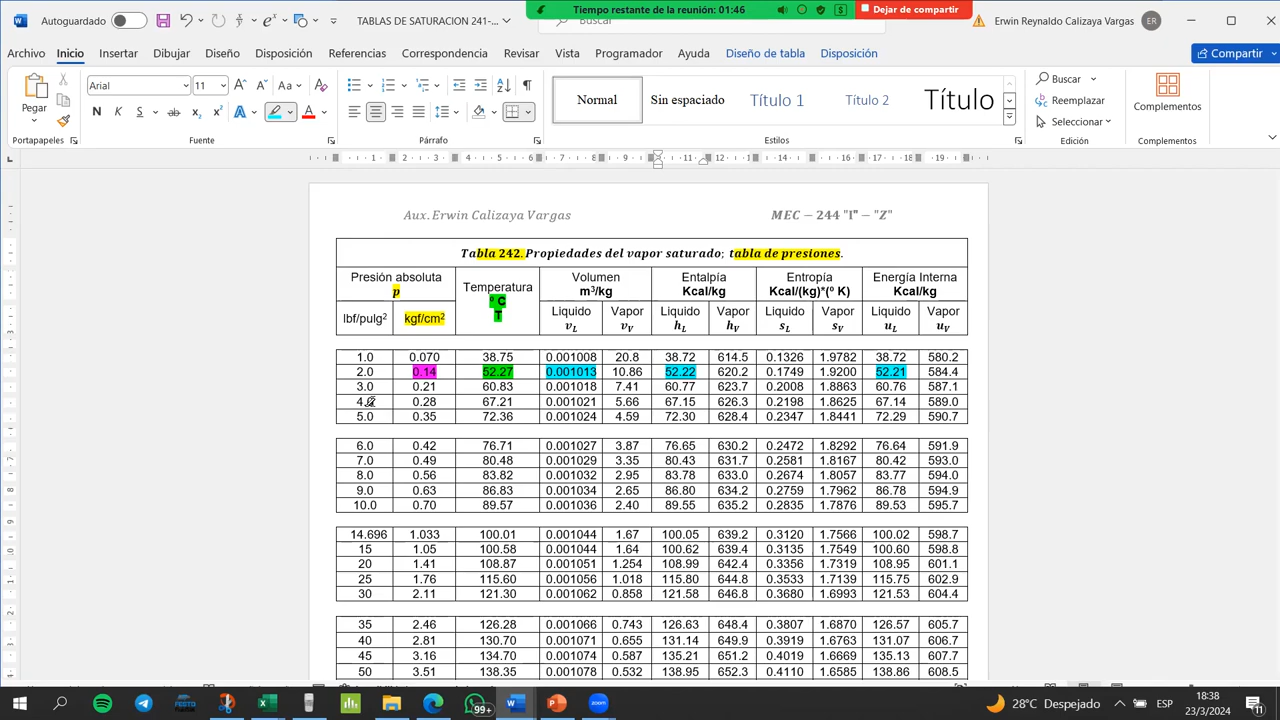 Tiempo restante de la reunión: 01:46
Dejar de compartir
Autoguardado
TABLAS DE SATURACION 241-...
Buscar
Erwin Reynaldo Calizaya Vargas
ER
Archivo Inicio Insertar Dibujar Diseño Disposición Referencias Correspondencia Revisar Vista Programador Ayuda Diseño de tabla Disposición
Compartir
Pegar
Arial 11
N K S ab x₂ x²
Portapapeles
Fuente
Párrafo
Normal
Sin espaciado
Título 1
Título 2
Título
Estilos
Buscar
Reemplazar
Seleccionar
Edición
Complementos
Complementos
Aux. Erwin Calizaya Vargas MEC − 244 "I" − "Z"
Tabla 242. Propiedades del vapor saturado; tabla de presiones.
Presión absoluta p Temperatura º C T Volumen m³/kg Entalpía Kcal/kg Entropía Kcal/(kg)*(º K) Energía Interna Kcal/kg
lbf/pulg² kgf/cm² Liquido v_L Vapor v_V Liquido h_L Vapor h_V Liquido s_L Vapor s_V Liquido u_L Vapor u_V
1.0 0.070 38.75 0.001008 20.8 38.72 614.5 0.1326 1.9782 38.72 580.2
2.0 0.14 52.27 0.001013 10.86 52.22 620.2 0.1749 1.9200 52.21 584.4
3.0 0.21 60.83 0.001018 7.41 60.77 623.7 0.2008 1.8863 60.76 587.1
4.0 0.28 67.21 0.001021 5.66 67.15 626.3 0.2198 1.8625 67.14 589.0
5.0 0.35 72.36 0.001024 4.59 72.30 628.4 0.2347 1.8441 72.29 590.7
6.0 0.42 76.71 0.001027 3.87 76.65 630.2 0.2472 1.8292 76.64 591.9
7.0 0.49 80.48 0.001029 3.35 80.43 631.7 0.2581 1.8167 80.42 593.0
8.0 0.56 83.82 0.001032 2.95 83.78 633.0 0.2674 1.8057 83.77 594.0
9.0 0.63 86.83 0.001034 2.65 86.80 634.2 0.2759 1.7962 86.78 594.9
10.0 0.70 89.57 0.001036 2.40 89.55 635.2 0.2835 1.7876 89.53 595.7
14.696 1.033 100.01 0.001044 1.67 100.05 639.2 0.3120 1.7566 100.02 598.7
15 1.05 100.58 0.001044 1.64 100.62 639.4 0.3135 1.7549 100.60 598.8
20 1.41 108.87 0.001051 1.254 108.99 642.4 0.3356 1.7319 108.95 601.1
25 1.76 115.60 0.001056 1.018 115.80 644.8 0.3533 1.7139 115.75 602.9
30 2.11 121.30 0.001062 0.858 121.58 646.8 0.3680 1.6993 121.53 604.4
35 2.46 126.28 0.001066 0.743 126.63 648.4 0.3807 1.6870 126.57 605.7
40 2.81 130.70 0.001071 0.655 131.14 649.9 0.3919 1.6763 131.07 606.7
45 3.16 134.70 0.001074 0.587 135.21 651.2 0.4019 1.6669 135.13 607.7
50 3.51 138.35 0.001078 0.532 138.95 652.3 0.4110 1.6585 138.86 608.5
99+
28°C Despejado
ESP
18:38
23/3/2024
11